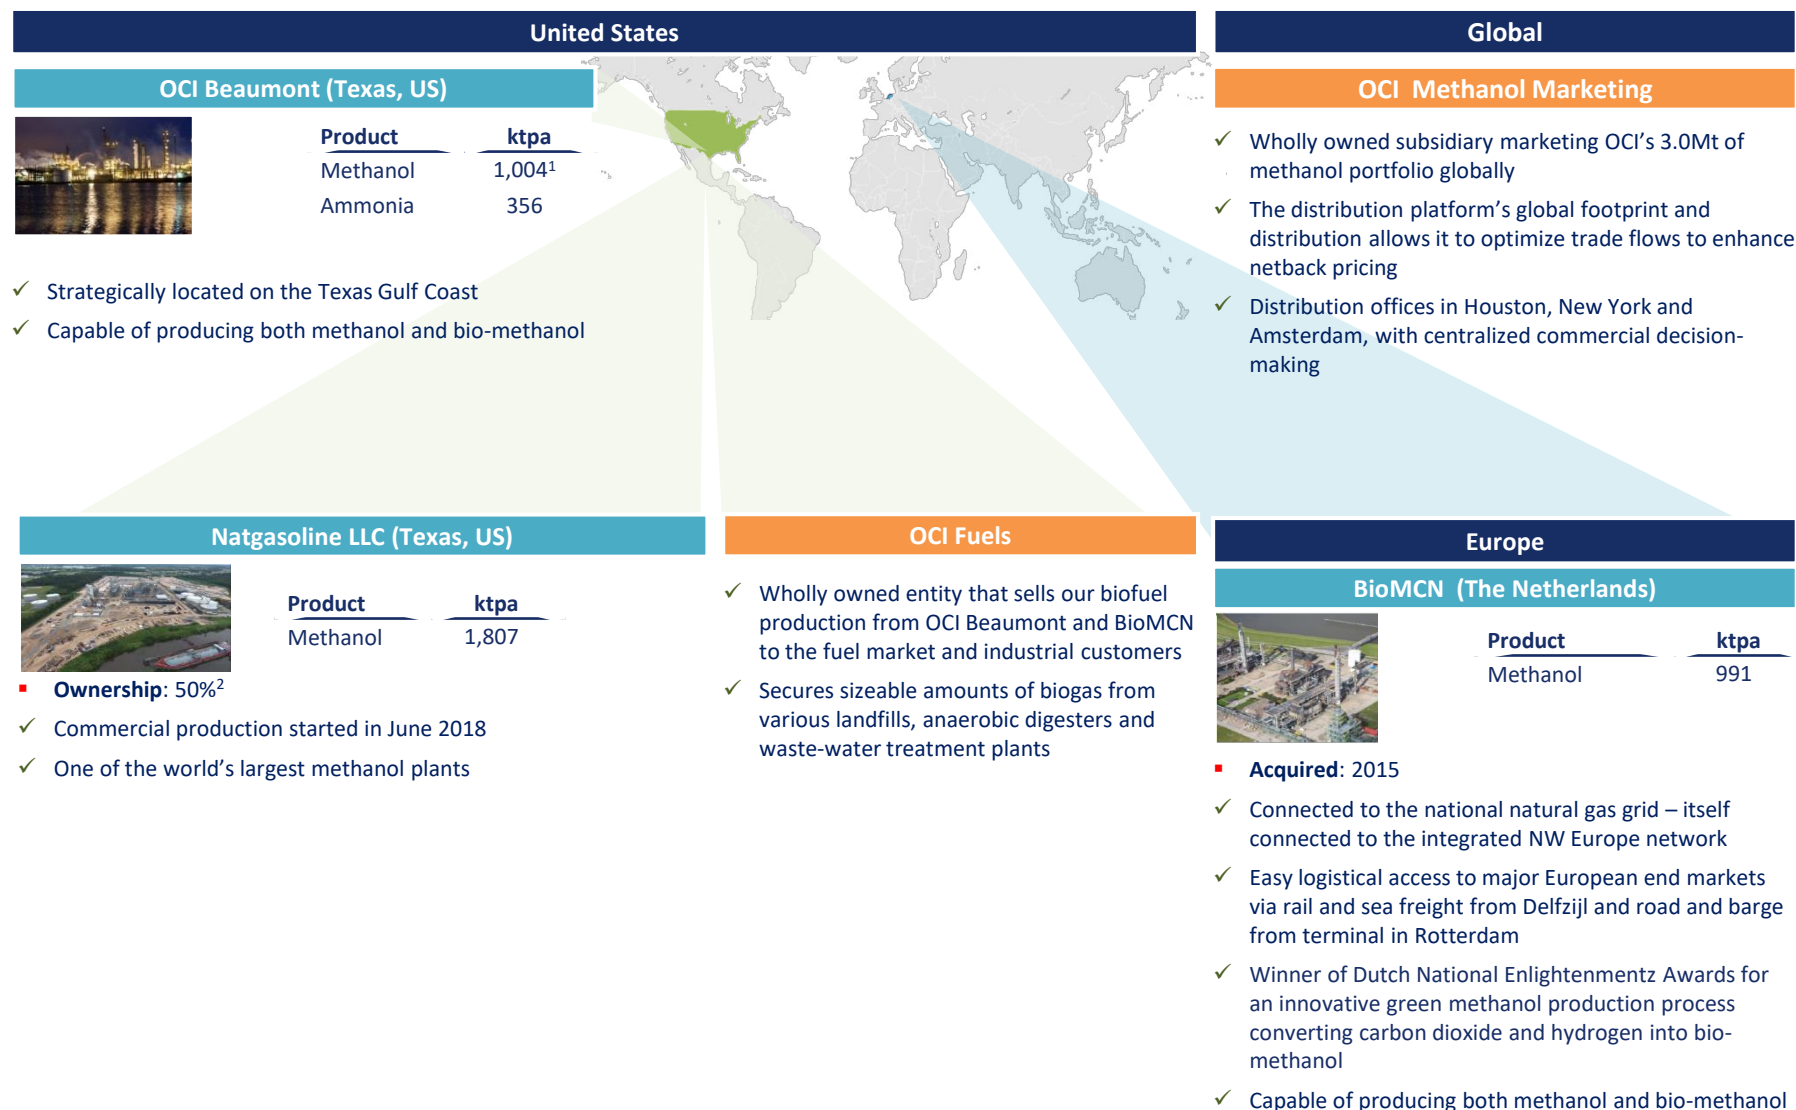 United States
OCI Beaumont (Texas, US)
Product ktpa
Methanol 1,004¹
Ammonia 356
✓ Strategically located on the Texas Gulf Coast
✓ Capable of producing both methanol and bio-methanol
Global
OCI Methanol Marketing
✓ Wholly owned subsidiary marketing OCI’s 3.0Mt of
methanol portfolio globally
✓ The distribution platform’s global footprint and
distribution allows it to optimize trade flows to enhance
netback pricing
✓ Distribution offices in Houston, New York and
Amsterdam, with centralized commercial decision-
making
Natgasoline LLC (Texas, US)
Product ktpa
Methanol 1,807
▪ Ownership: 50%²
✓ Commercial production started in June 2018
✓ One of the world’s largest methanol plants
OCI Fuels
✓ Wholly owned entity that sells our biofuel
production from OCI Beaumont and BioMCN
to the fuel market and industrial customers
✓ Secures sizeable amounts of biogas from
various landfills, anaerobic digesters and
waste-water treatment plants
Europe
BioMCN (The Netherlands)
Product ktpa
Methanol 991
▪ Acquired: 2015
✓ Connected to the national natural gas grid – itself
connected to the integrated NW Europe network
✓ Easy logistical access to major European end markets
via rail and sea freight from Delfzijl and road and barge
from terminal in Rotterdam
✓ Winner of Dutch National Enlightenmentz Awards for
an innovative green methanol production process
converting carbon dioxide and hydrogen into bio-
methanol
✓ Capable of producing both methanol and bio-methanol